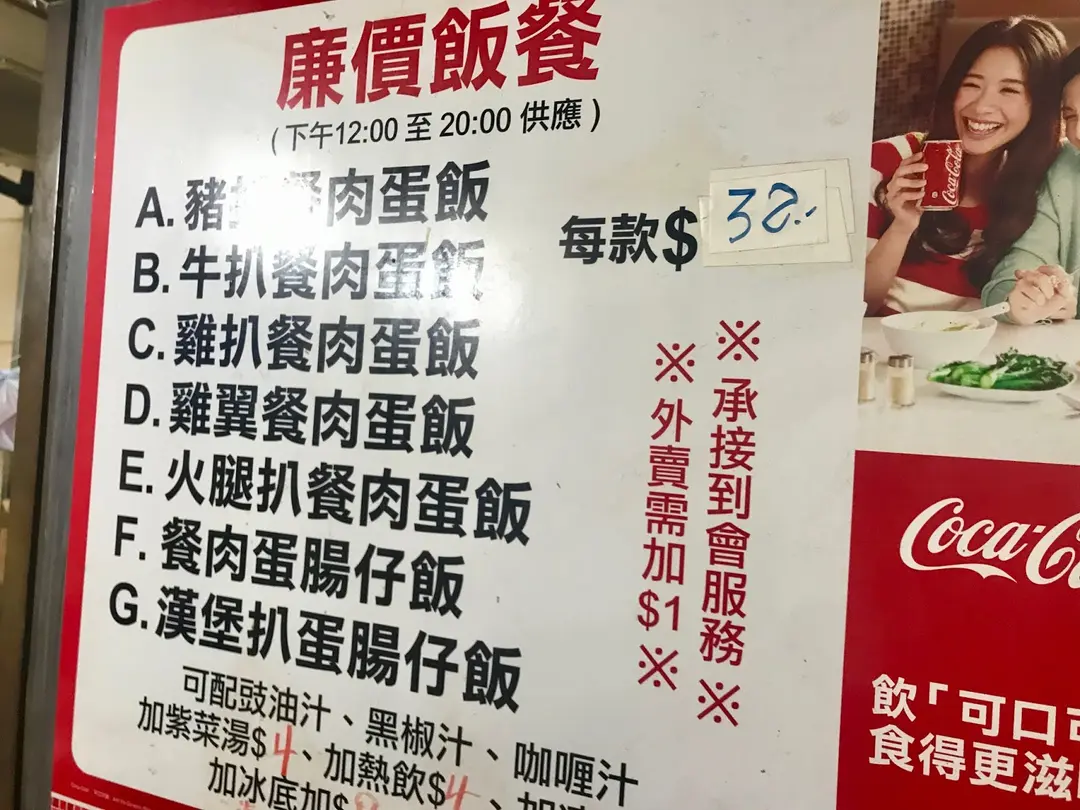 廉價飯餐
(下午12:00 至 20:00 供應)
A. 豬扒餐肉蛋飯
B. 牛扒餐肉蛋飯
C. 雞扒餐肉蛋飯
D. 雞翼餐肉蛋飯
E. 火腿扒餐肉蛋飯
F. 餐肉蛋腸仔飯
G. 漢堡扒蛋腸仔飯
每款$ 32.-
※承接到會服務※
※外賣需加$1※
可配豉油汁、黑椒汁、咖喱汁
加紫菜湯$4、加熱飲$4、加
加冰底加$
Coca-Cola
Coca-C
飲「可口
食得更滋